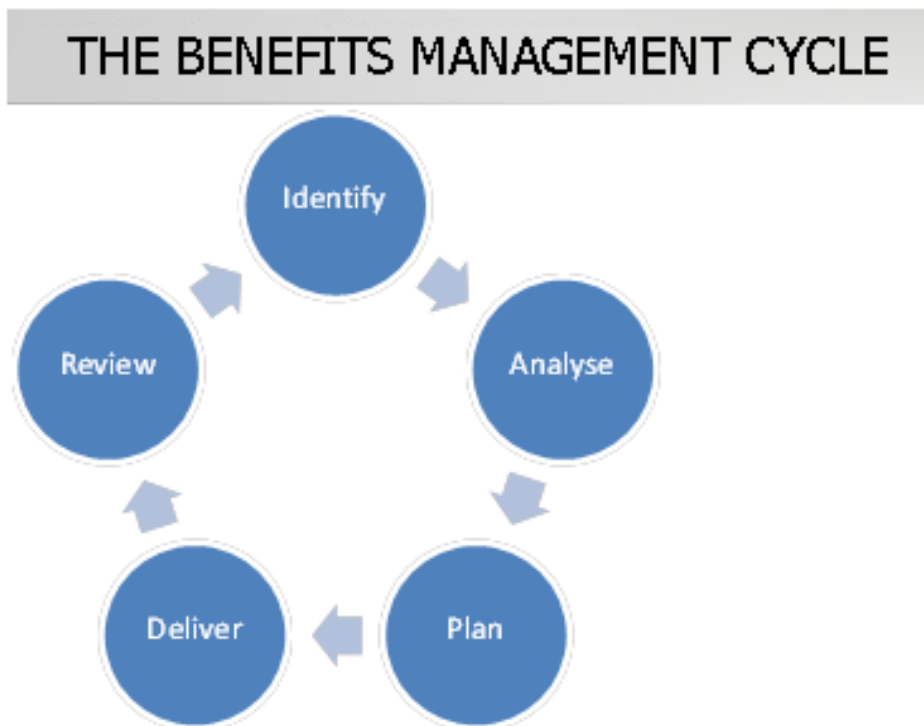 THE BENEFITS MANAGEMENT CYCLE
Identify
Analyse
Plan
Deliver
Review